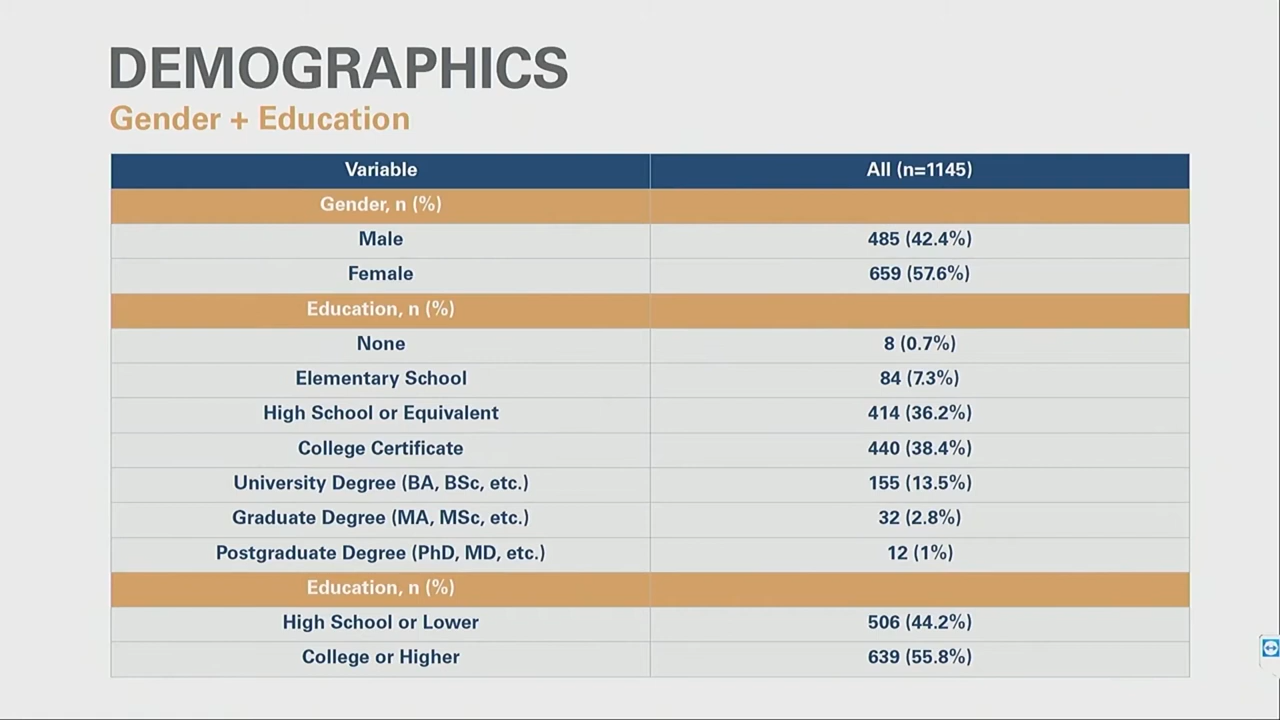 DEMOGRAPHICS
Gender + Education
Variable All (n=1145)
Gender, n (%)
Male 485 (42.4%)
Female 659 (57.6%)
Education, n (%)
None 8 (0.7%)
Elementary School 84 (7.3%)
High School or Equivalent 414 (36.2%)
College Certificate 440 (38.4%)
University Degree (BA, BSc, etc.) 155 (13.5%)
Graduate Degree (MA, MSc, etc.) 32 (2.8%)
Postgraduate Degree (PhD, MD, etc.) 12 (1%)
Education, n (%)
High School or Lower 506 (44.2%)
College or Higher 639 (55.8%)